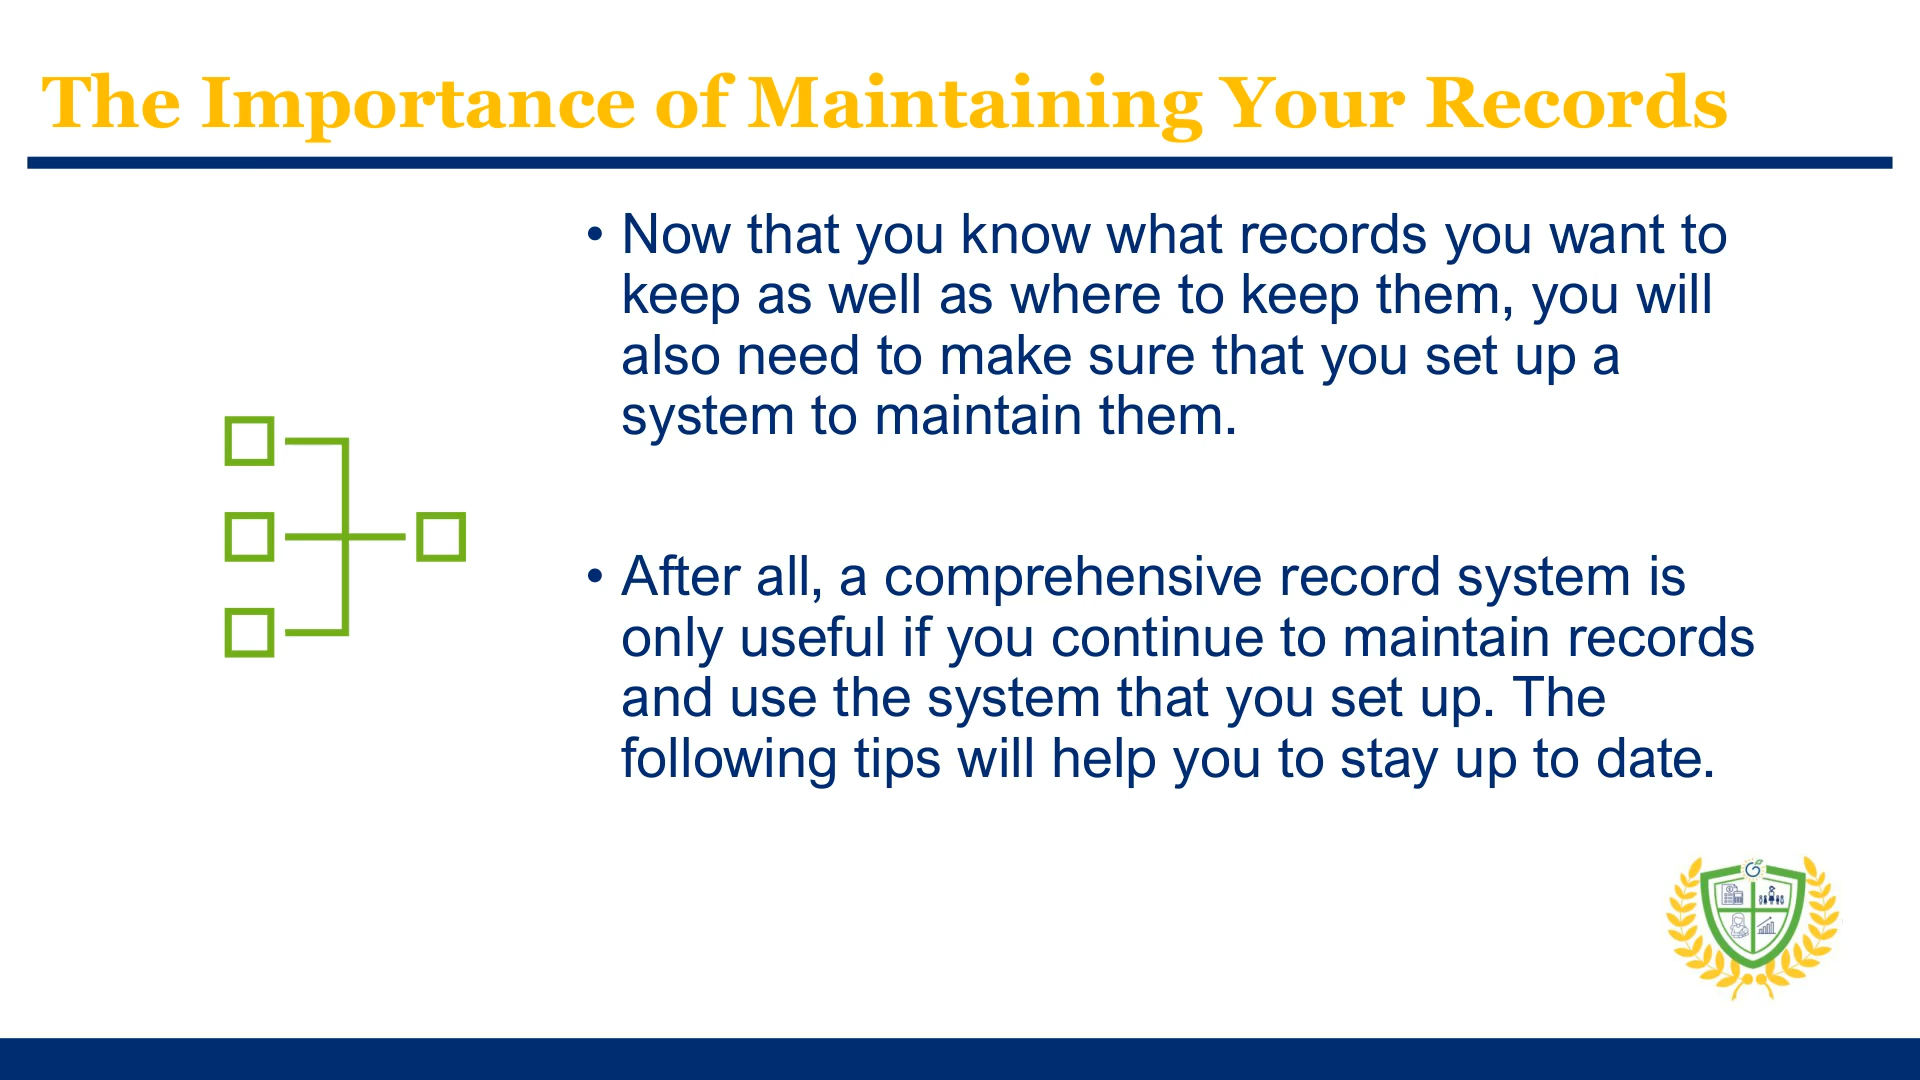 The Importance of Maintaining Your Records
• Now that you know what records you want to
keep as well as where to keep them, you will
also need to make sure that you set up a
system to maintain them.
• After all, a comprehensive record system is
only useful if you continue to maintain records
and use the system that you set up. The
following tips will help you to stay up to date.